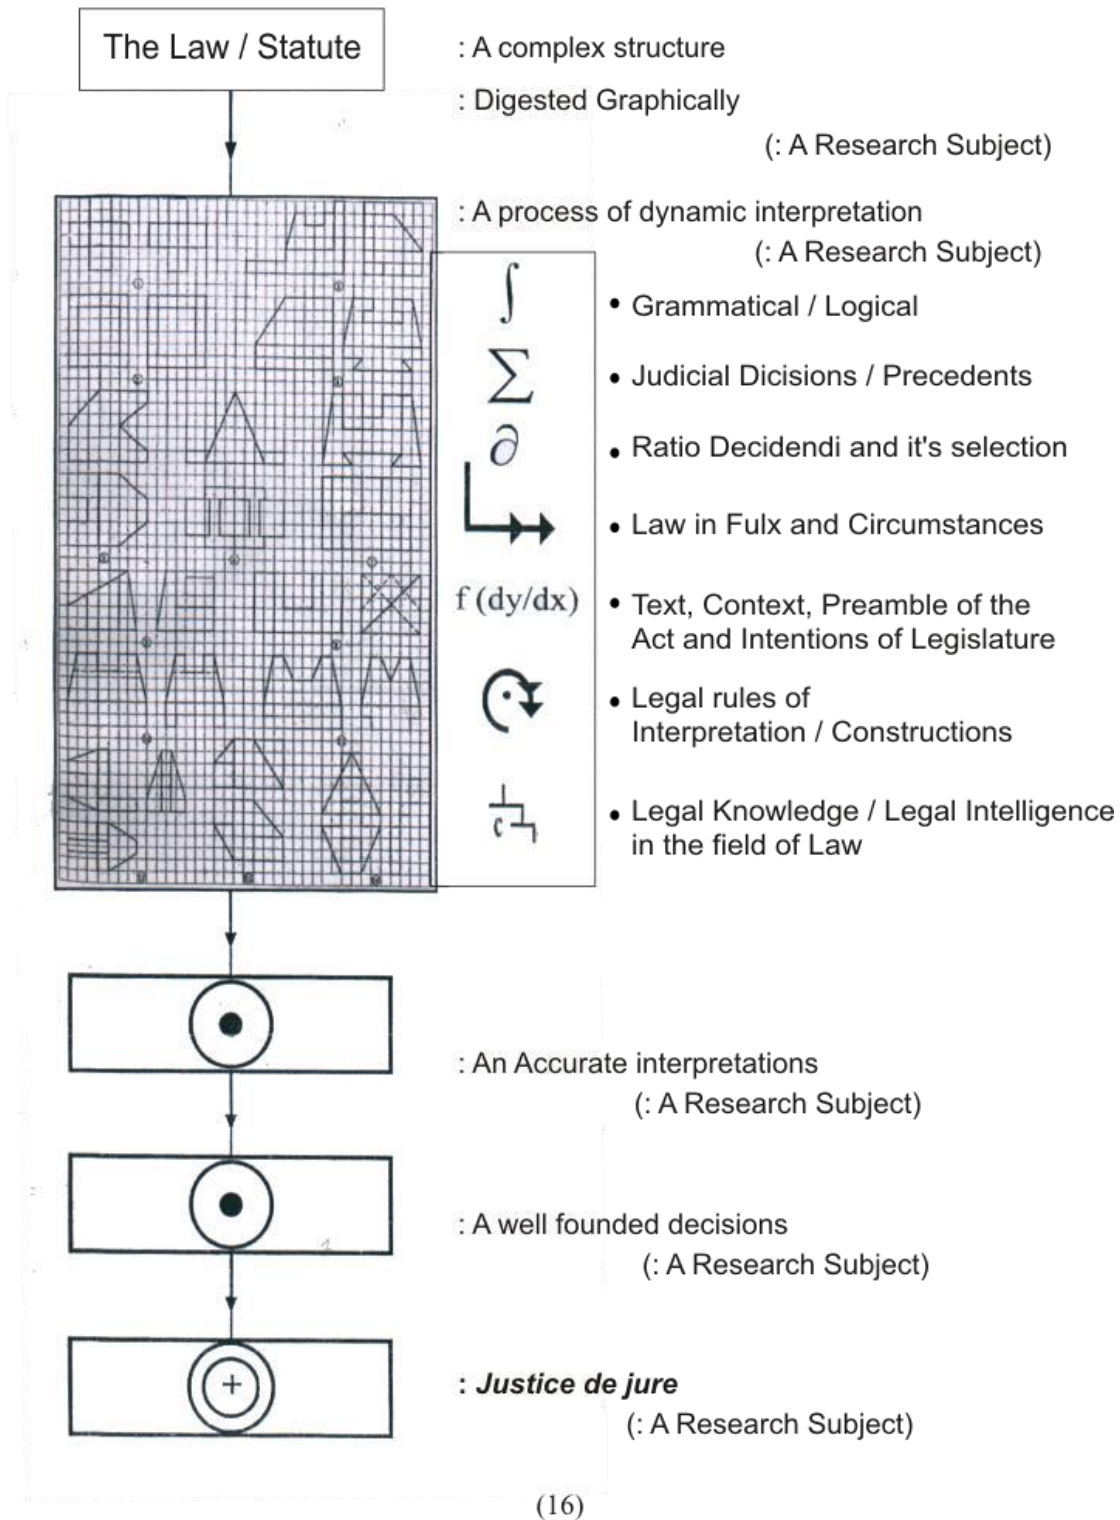 The Law / Statute
: A complex structure
: Digested Graphically
(: A Research Subject)
: A process of dynamic interpretation
(: A Research Subject)
∫
• Grammatical / Logical
∑
• Judicial Dicisions / Precedents
∂
• Ratio Decidendi and it's selection
• Law in Fulx and Circumstances
f (dy/dx)
• Text, Context, Preamble of the
Act and Intentions of Legislature
• Legal rules of
Interpretation / Constructions
• Legal Knowledge / Legal Intelligence
in the field of Law
: An Accurate interpretations
(: A Research Subject)
: A well founded decisions
(: A Research Subject)
+
: Justice de jure
(: A Research Subject)
(16)